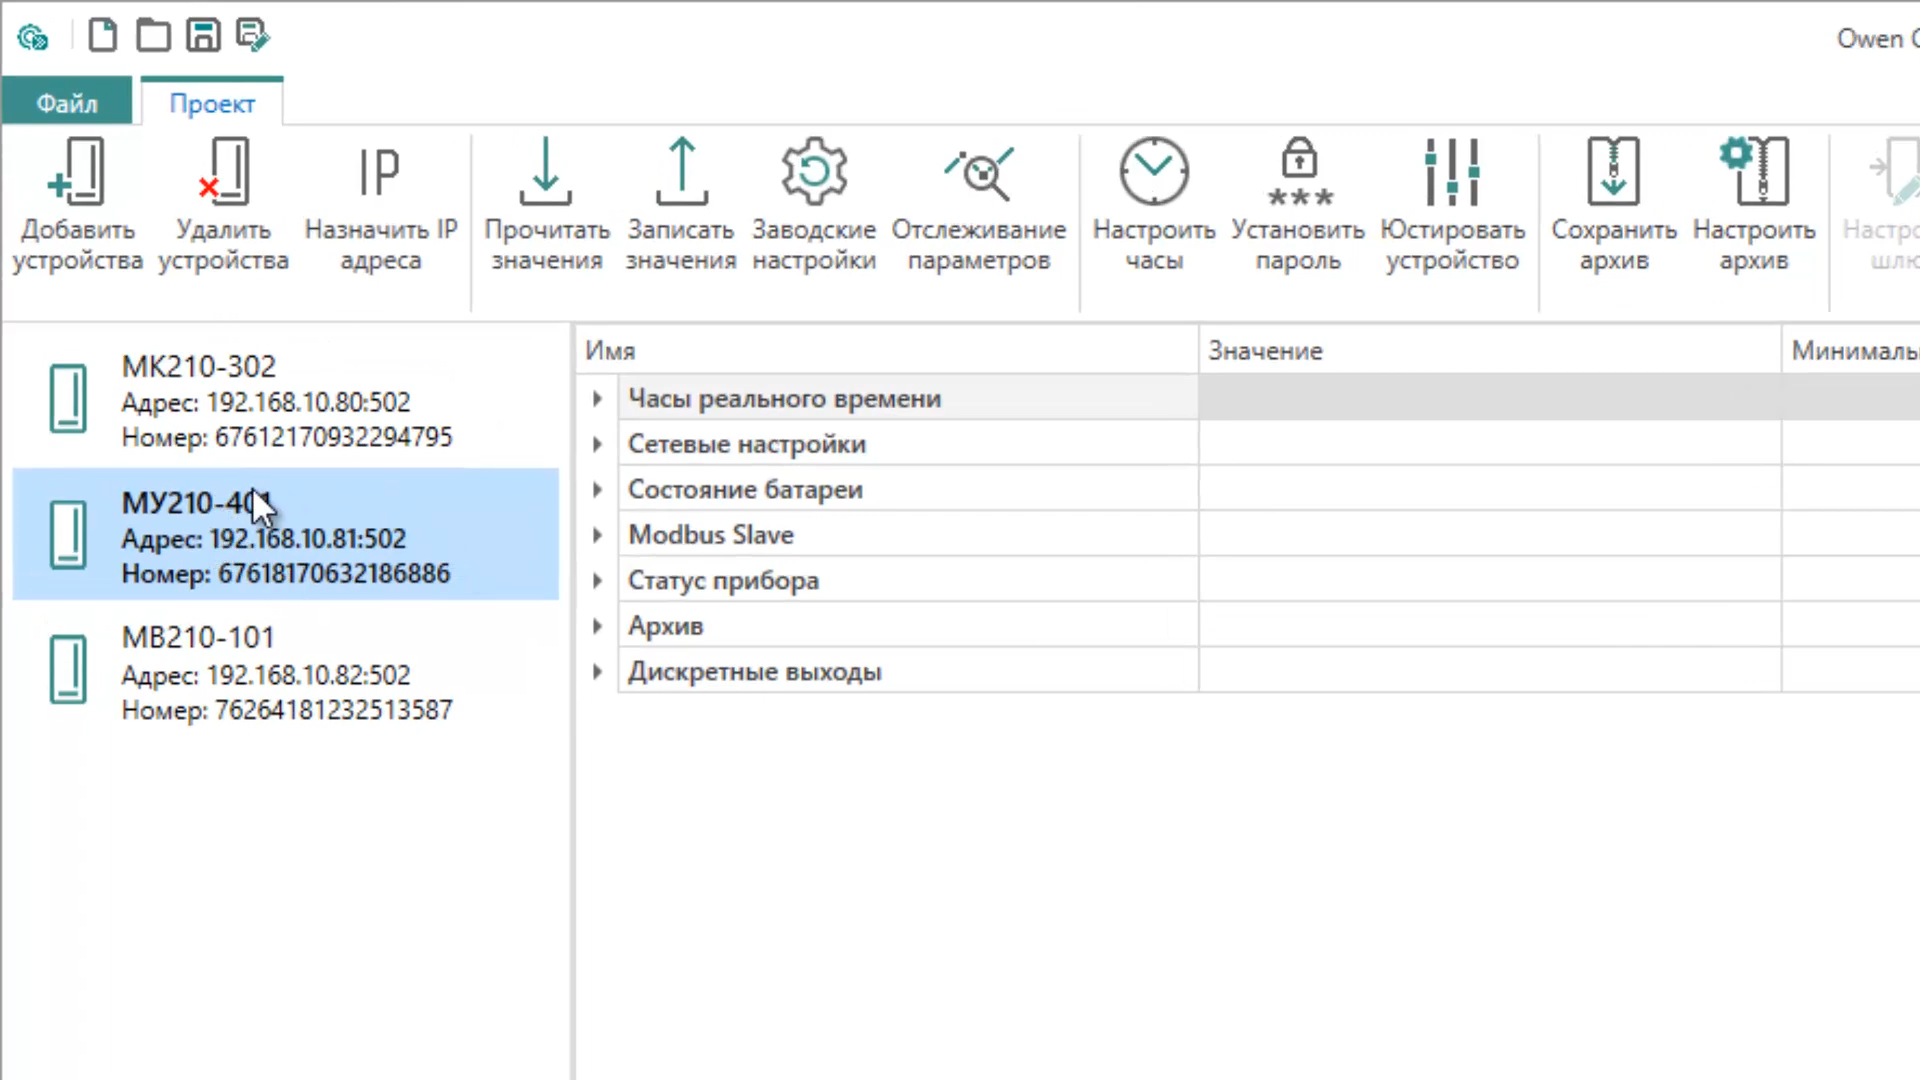 Owen
Файл
Проект
Добавить
устройства
Удалить
устройства
IP
Назначить IP
адреса
Прочитать
значения
Записать
значения
Заводские
настройки
Отслеживание
параметров
Настроить
часы
***
Установить
пароль
Юстировать
устройство
Сохранить
архив
Настроить
архив
МК210-302
Адрес: 192.168.10.80:502
Номер: 67612170932294795
МУ210-401
Адрес: 192.168.10.81:502
Номер: 67618170632186886
МВ210-101
Адрес: 192.168.10.82:502
Номер: 76264181232513587
Имя
Значение
Часы реального времени
Сетевые настройки
Состояние батареи
Modbus Slave
Статус прибора
Архив
Дискретные выходы